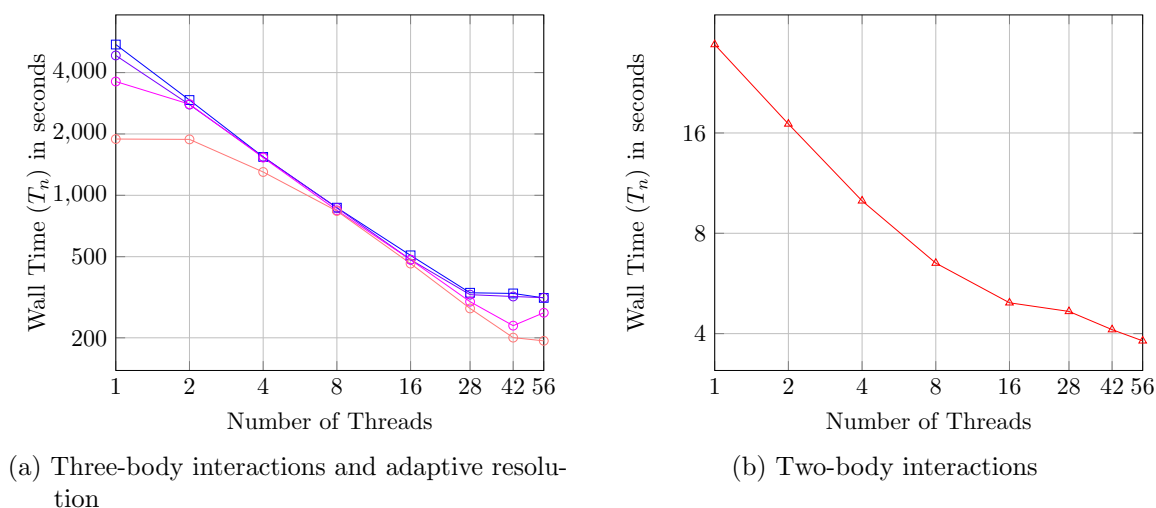 4,000
2,000
1,000
500
200
1 2 4 8 16 28 42 56
Number of Threads
Wall Time (Tn) in seconds
(a) Three-body interactions and adaptive resolu-
tion
16
8
4
1 2 4 8 16 28 42 56
Number of Threads
Wall Time (Tn) in seconds
(b) Two-body interactions